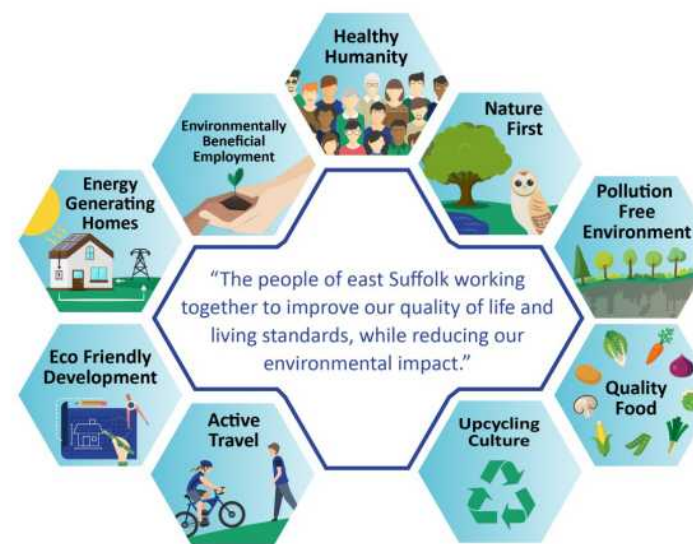 Healthy
Humanity
Nature
First
Pollution
Free
Environment
Quality
Food
Upcycling
Culture
Active
Travel
Eco Friendly
Development
Energy
Generating
Homes
Environmentally
Beneficial
Employment
“The people of east Suffolk working
together to improve our quality of life and
living standards, while reducing our
environmental impact.”